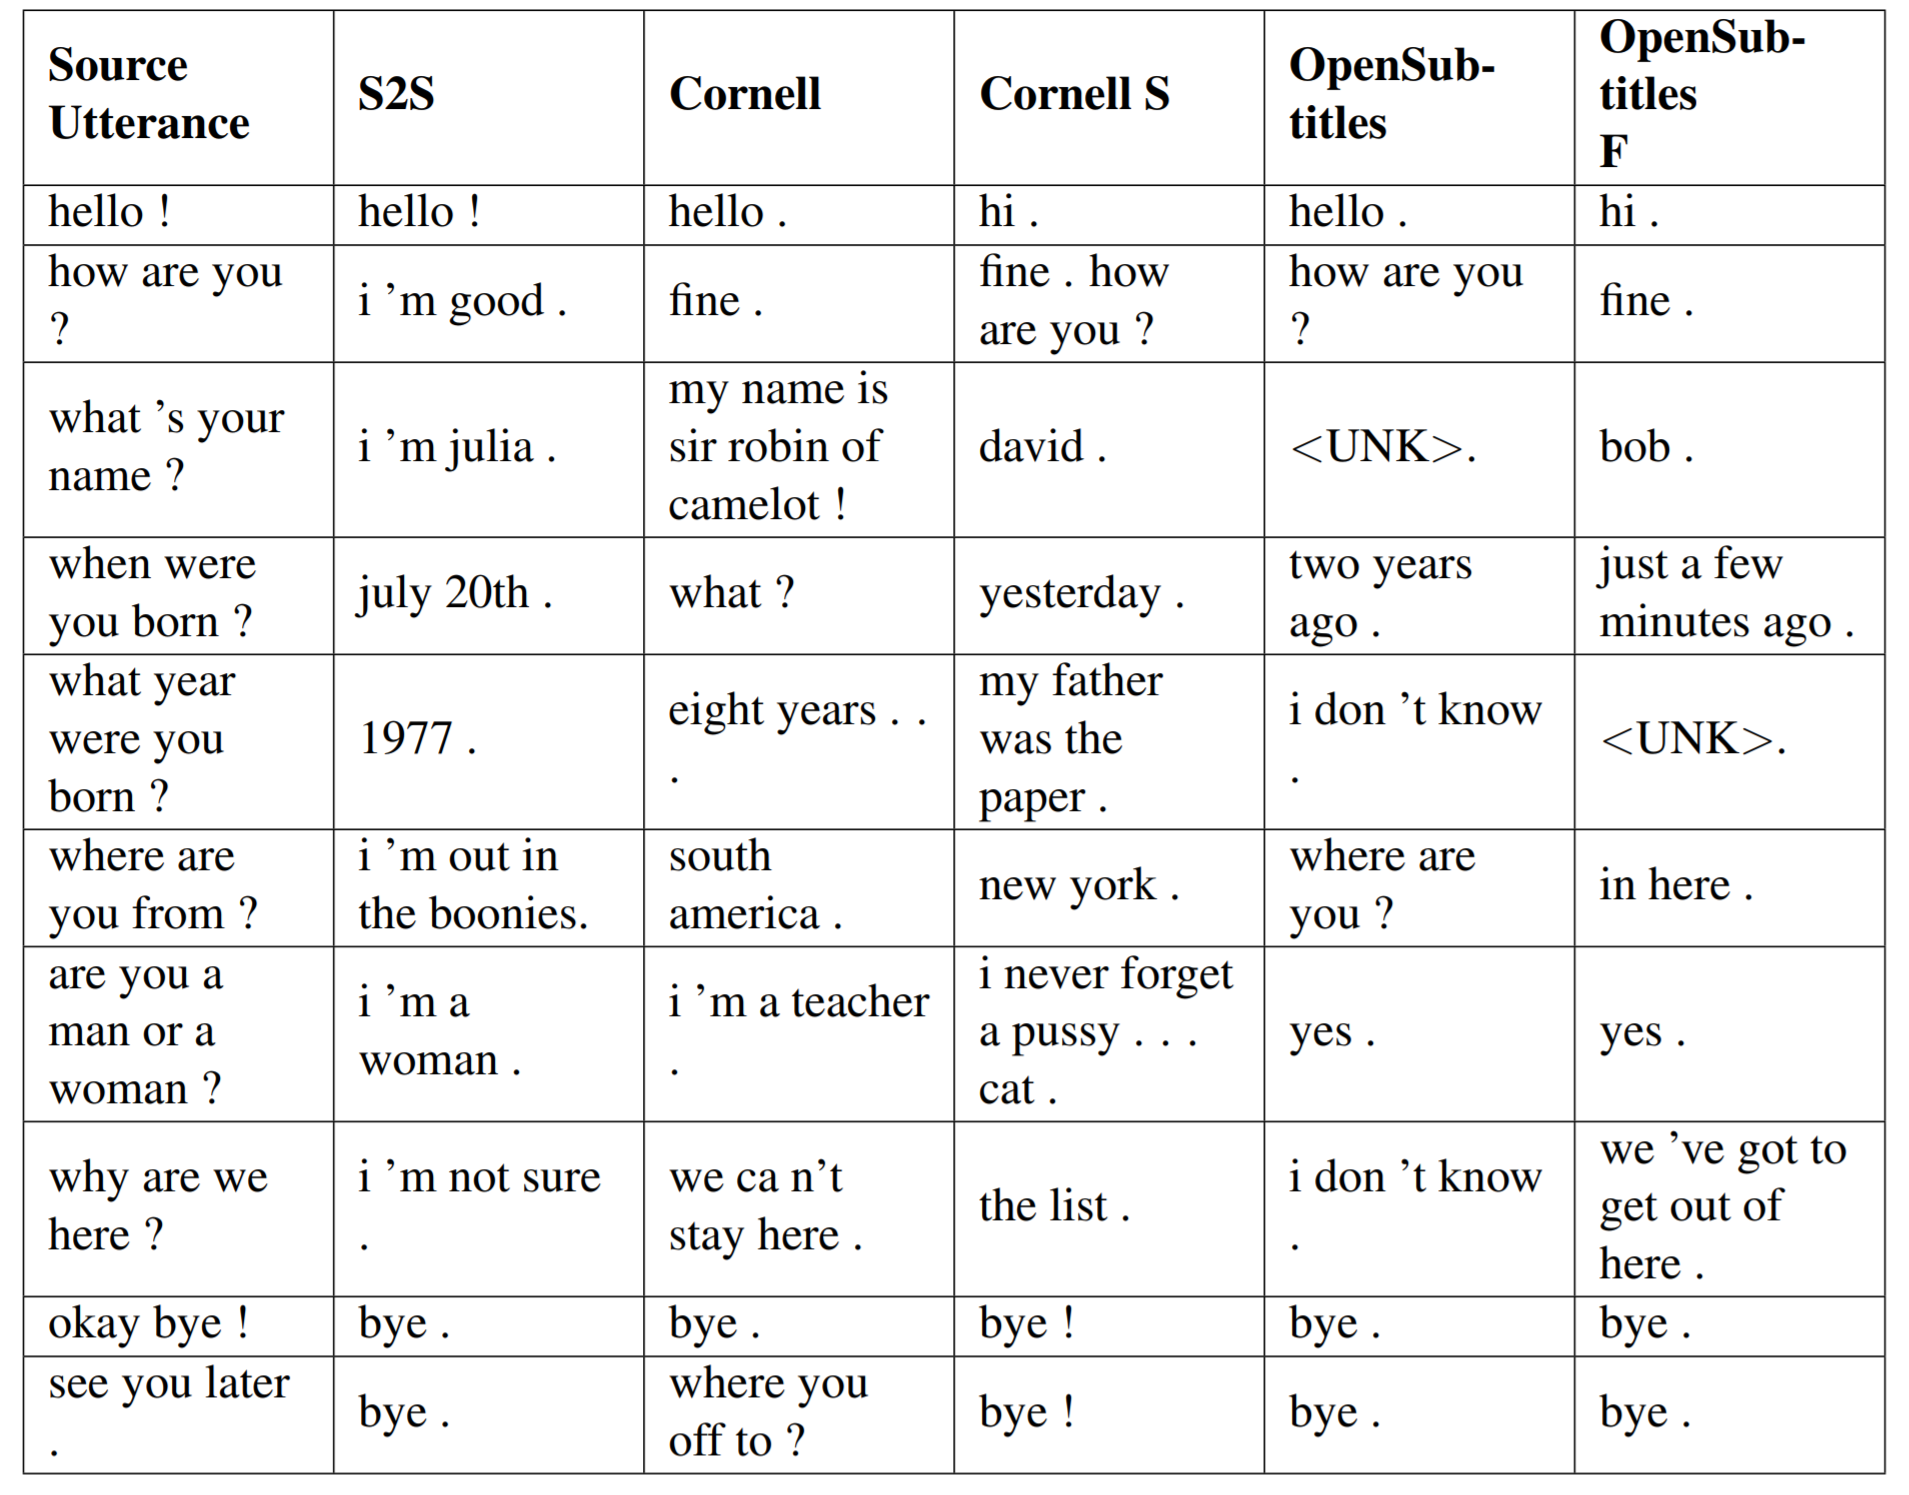 Source
Utterance
S2S
Cornell
Cornell S
OpenSub-
titles
OpenSub-
titles
F
hello !
hello !
hello .
hi .
hello .
hi .
how are you
?
i ’m good .
fine .
fine . how
are you ?
how are you
?
fine .
what ’s your
name ?
i ’m julia .
my name is
sir robin of
camelot !
david .
<UNK>.
bob .
when were
you born ?
july 20th .
what ?
yesterday .
two years
ago .
just a few
minutes ago .
what year
were you
born ?
1977 .
eight years . .
.
my father
was the
paper .
i don ’t know
.
<UNK>.
where are
you from ?
i ’m out in
the boonies.
south
america .
new york .
where are
you ?
in here .
are you a
man or a
woman ?
i ’m a
woman .
i ’m a teacher
.
i never forget
a pussy . . .
cat .
yes .
yes .
why are we
here ?
i ’m not sure
.
we ca n’t
stay here .
the list .
i don ’t know
.
we ’ve got to
get out of
here .
okay bye !
bye .
bye .
bye !
bye .
bye .
see you later
.
bye .
where you
off to ?
bye !
bye .
bye .